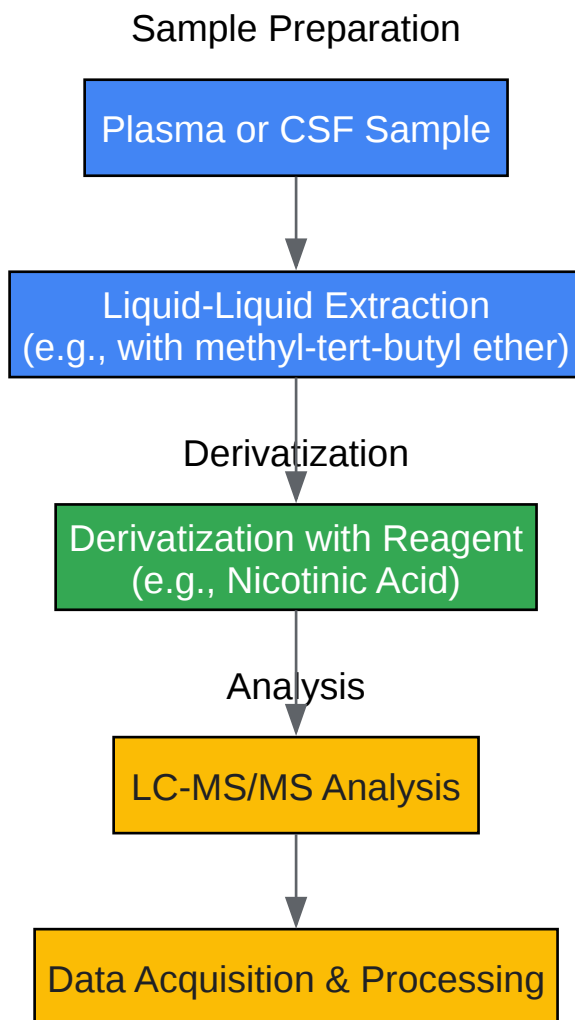 Sample Preparation
Plasma or CSF Sample
Liquid-Liquid Extraction
(e.g., with methyl-tert-butyl ether)
Derivatization
Derivatization with Reagent
(e.g., Nicotinic Acid)
Analysis
LC-MS/MS Analysis
Data Acquisition & Processing